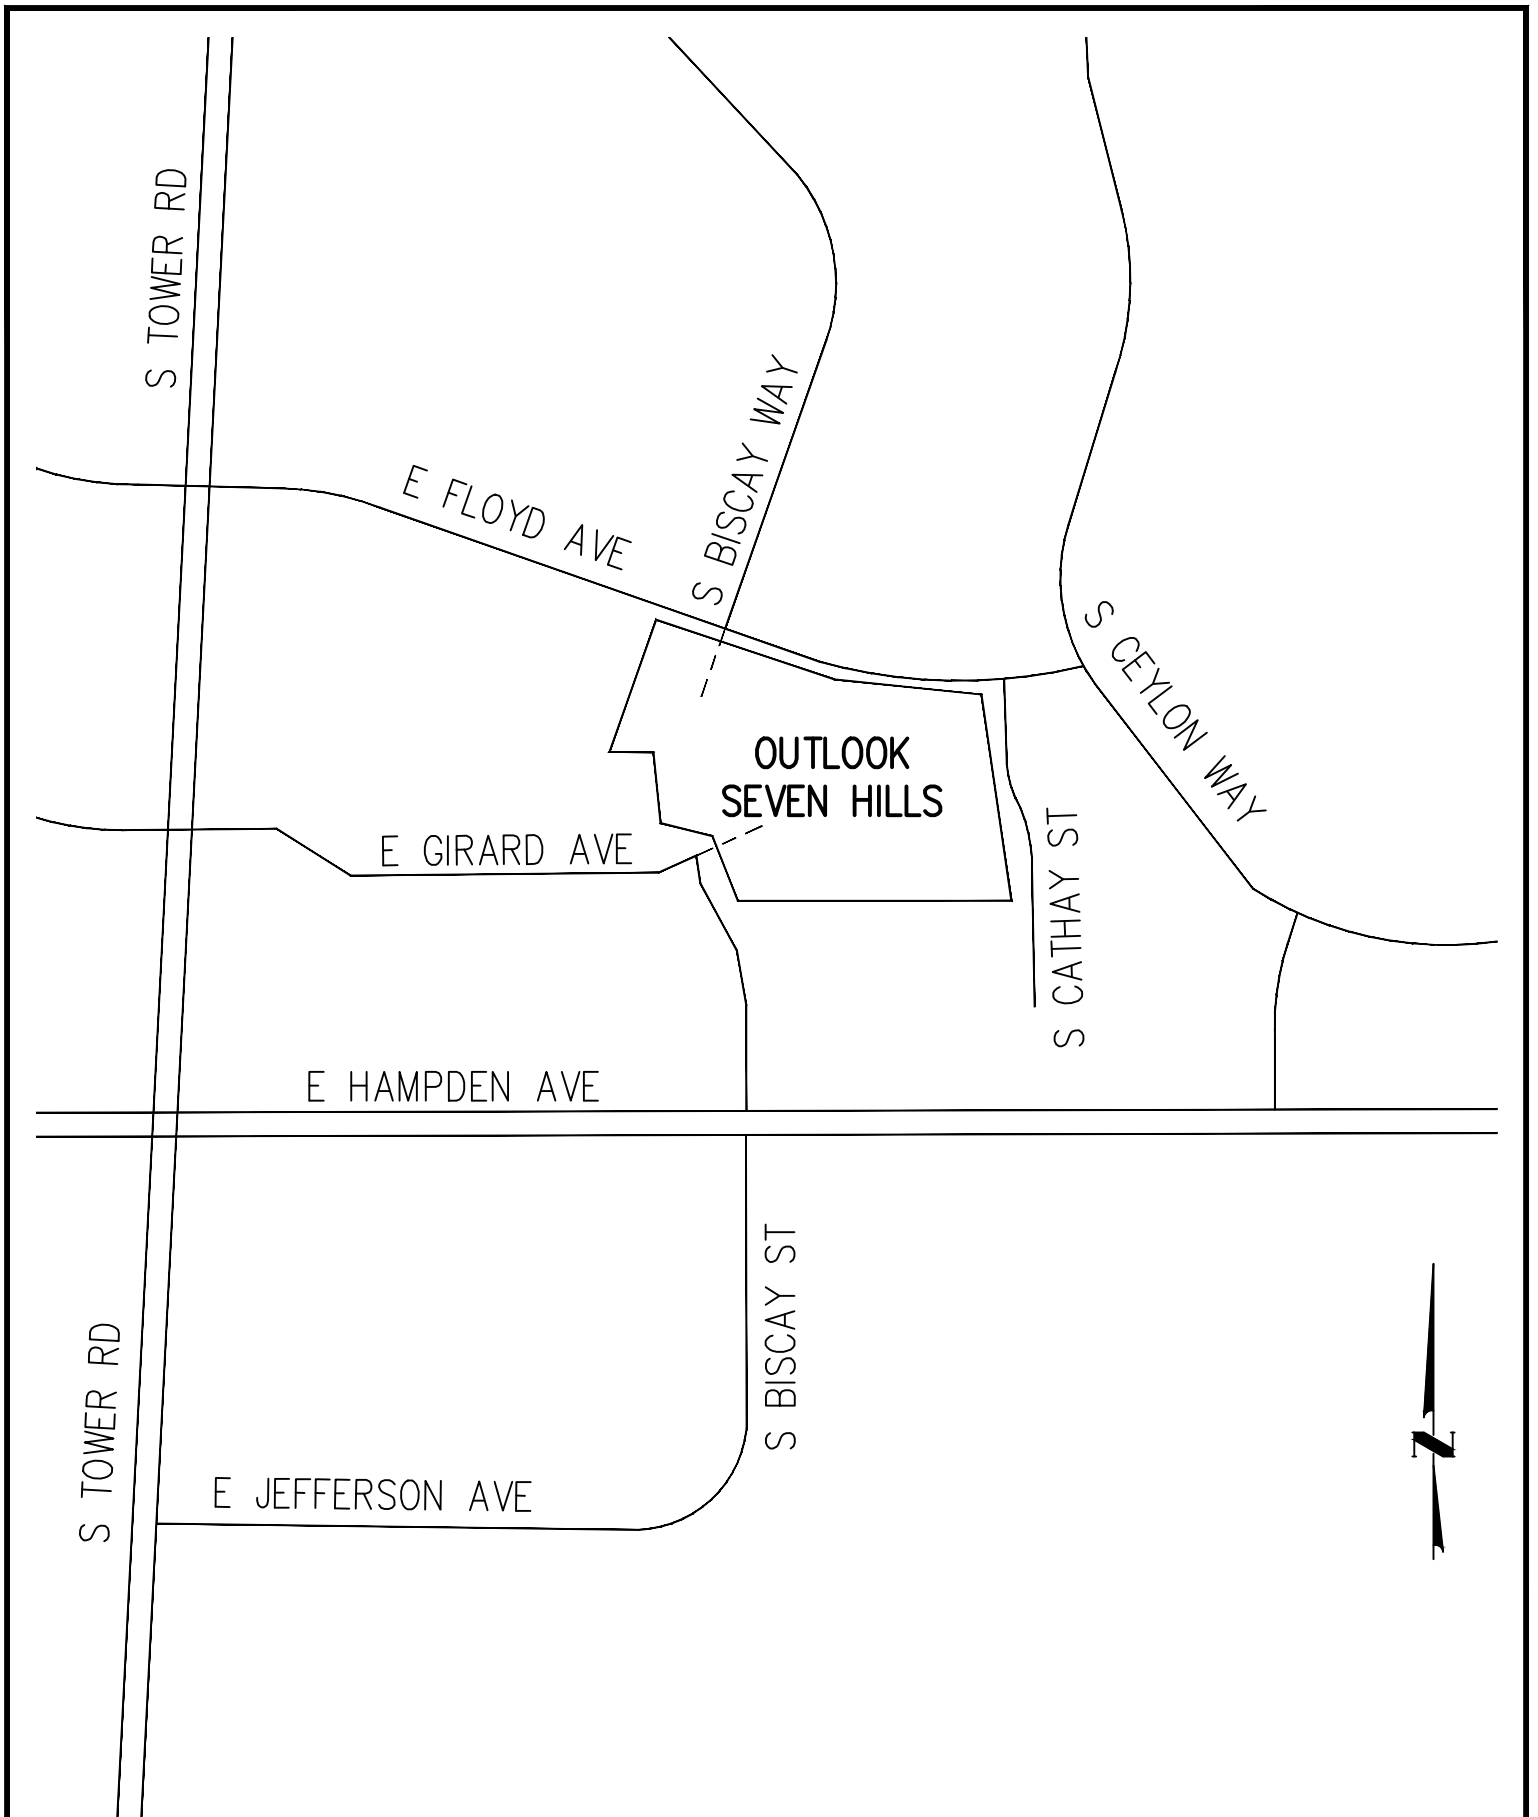 S TOWER RD
S BISCAY WAY
E FLOYD AVE
S CEYLON WAY
OUTLOOK
SEVEN HILLS
E GIRARD AVE
S CATHAY ST
E HAMPDEN AVE
S BISCAY ST
S TOWER RD
E JEFFERSON AVE
N